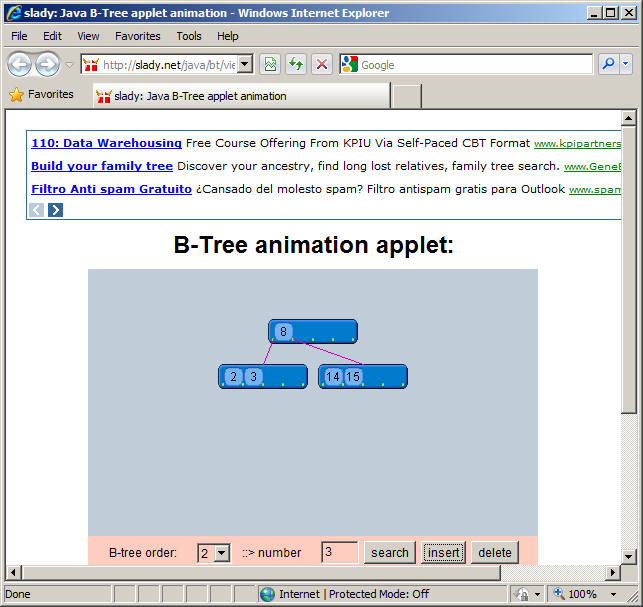 slady: Java B-Tree applet animation - Windows Internet Explorer
File Edit View Favorites Tools Help
http://slady.net/java/bt/vie Google
Favorites slady: Java B-Tree applet animation
110: Data Warehousing Free Course Offering From KPIU Via Self-Paced CBT Format www.kpipartners
Build your family tree Discover your ancestry, find long lost relatives, family tree search. www.GeneB
Filtro Anti spam Gratuito ¿Cansado del molesto spam? Filtro antispam gratis para Outlook www.spam
B-Tree animation applet:
8
2 3 14 15
B-tree order: 2 ::> number 3 search insert delete
Done Internet | Protected Mode: Off 100%